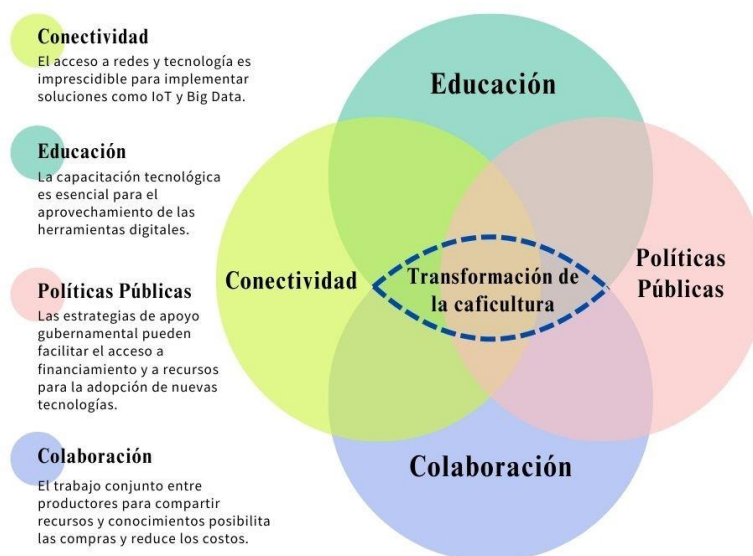 Conectividad
El acceso a redes y tecnología es
imprescidible para implementar
soluciones como IoT y Big Data.
Educación
La capacitación tecnológica
es esencial para el
aprovechamiento de las
herramientas digitales.
Políticas Públicas
Las estrategias de apoyo
gubernamental pueden
facilitar el acceso a
financiamiento y a recursos
para la adopción de nuevas
tecnologías.
Colaboración
El trabajo conjunto entre
productores para compartir
recursos y conocimientos posibilita
las compras y reduce los costos.
Educación
Conectividad
Transformación de
la caficultura
Políticas
Públicas
Colaboración